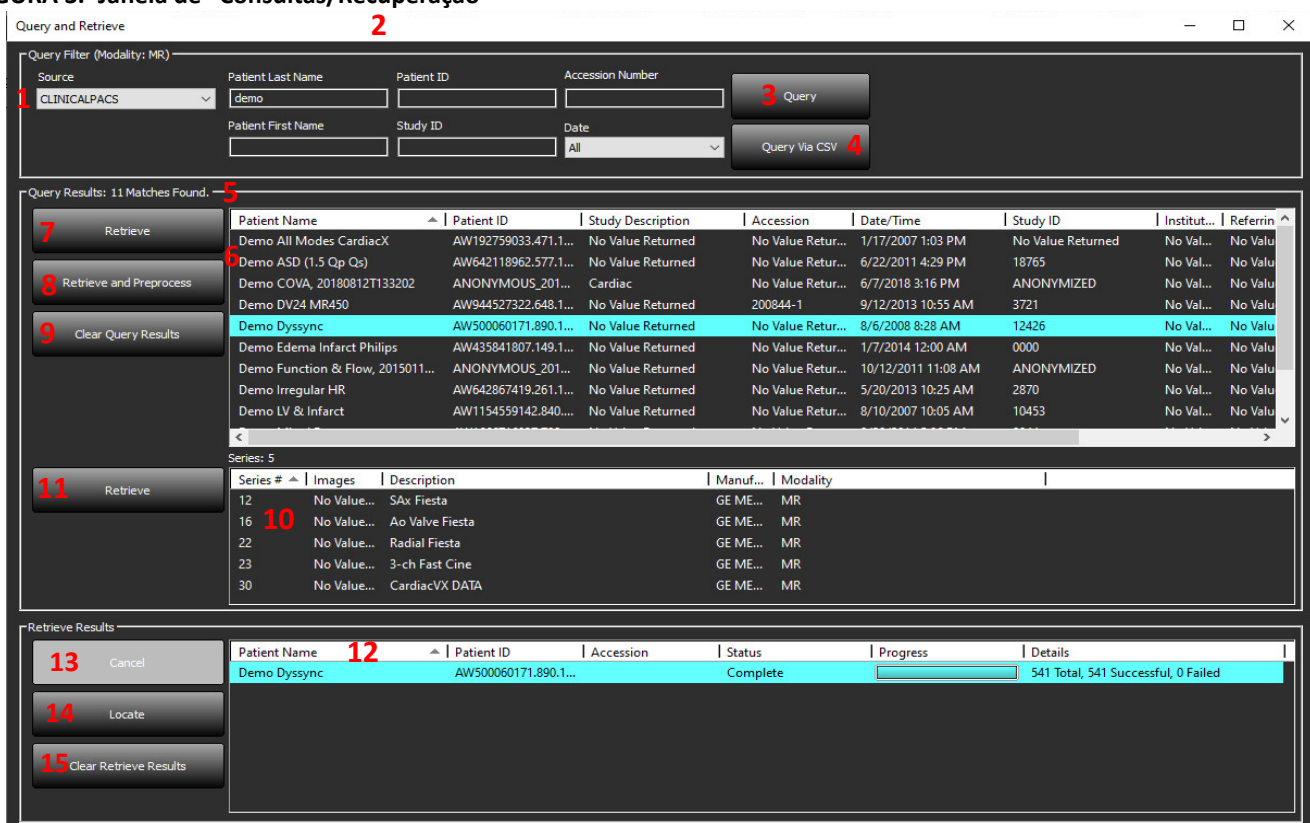 GURA 3. Janela de "Consultas/Recuperação"
Query and Retrieve 2
Query Filter (Modality: MR)
Source Patient Last Name Patient ID Accession Number
1 CLINICALPACS demo 3 Query
Patient First Name Study ID Date
All Query Via CSV 4
Query Results: 11 Matches Found. 5
7 Retrieve
8 Retrieve and Preprocess
9 Clear Query Results
6
Patient Name Patient ID Study Description Accession Date/Time Study ID Institut... Referrin
Demo All Modes CardiacX AW192759033.471.1... No Value Returned No Value Retur... 1/17/2007 1:03 PM No Value Returned No Val... No Valu
Demo ASD (1.5 Qp Qs) AW642118962.577.1... No Value Returned No Value Retur... 6/22/2011 4:29 PM 18765 No Val... No Valu
Demo COVA, 20180812T133202 ANONYMOUS_201... Cardiac No Value Retur... 6/7/2018 3:16 PM ANONYMIZED No Val... No Valu
Demo DV24 MR450 AW944527322.648.1... No Value Returned 200844-1 9/12/2013 10:55 AM 3721 No Val... No Valu
Demo Dyssync AW500060171.890.1... No Value Returned No Value Retur... 8/6/2008 8:28 AM 12426 No Val... No Valu
Demo Edema Infarct Philips AW435841807.149.1... No Value Returned No Value Retur... 1/7/2014 12:00 AM 0000 No Val... No Valu
Demo Function & Flow, 2015011... ANONYMOUS_201... No Value Returned No Value Retur... 10/12/2011 11:08 AM ANONYMIZED No Val... No Valu
Demo Irregular HR AW642867419.261.1... No Value Returned No Value Retur... 5/20/2013 10:25 AM 2870 No Val... No Valu
Demo LV & Infarct AW1154559142.840.... No Value Returned No Value Retur... 8/10/2007 10:05 AM 10453 No Val... No Valu
Series: 5
11 Retrieve
10
Series # Images Description Manuf... Modality
12 No Value... SAx Fiesta GE ME... MR
16 No Value... Ao Valve Fiesta GE ME... MR
22 No Value... Radial Fiesta GE ME... MR
23 No Value... 3-ch Fast Cine GE ME... MR
30 No Value... CardiacVX DATA GE ME... MR
Retrieve Results
13 Cancel
14 Locate
15 Clear Retrieve Results
Patient Name 12 Patient ID Accession Status Progress Details
Demo Dyssync AW500060171.890.1... Complete 541 Total, 541 Successful, 0 Failed